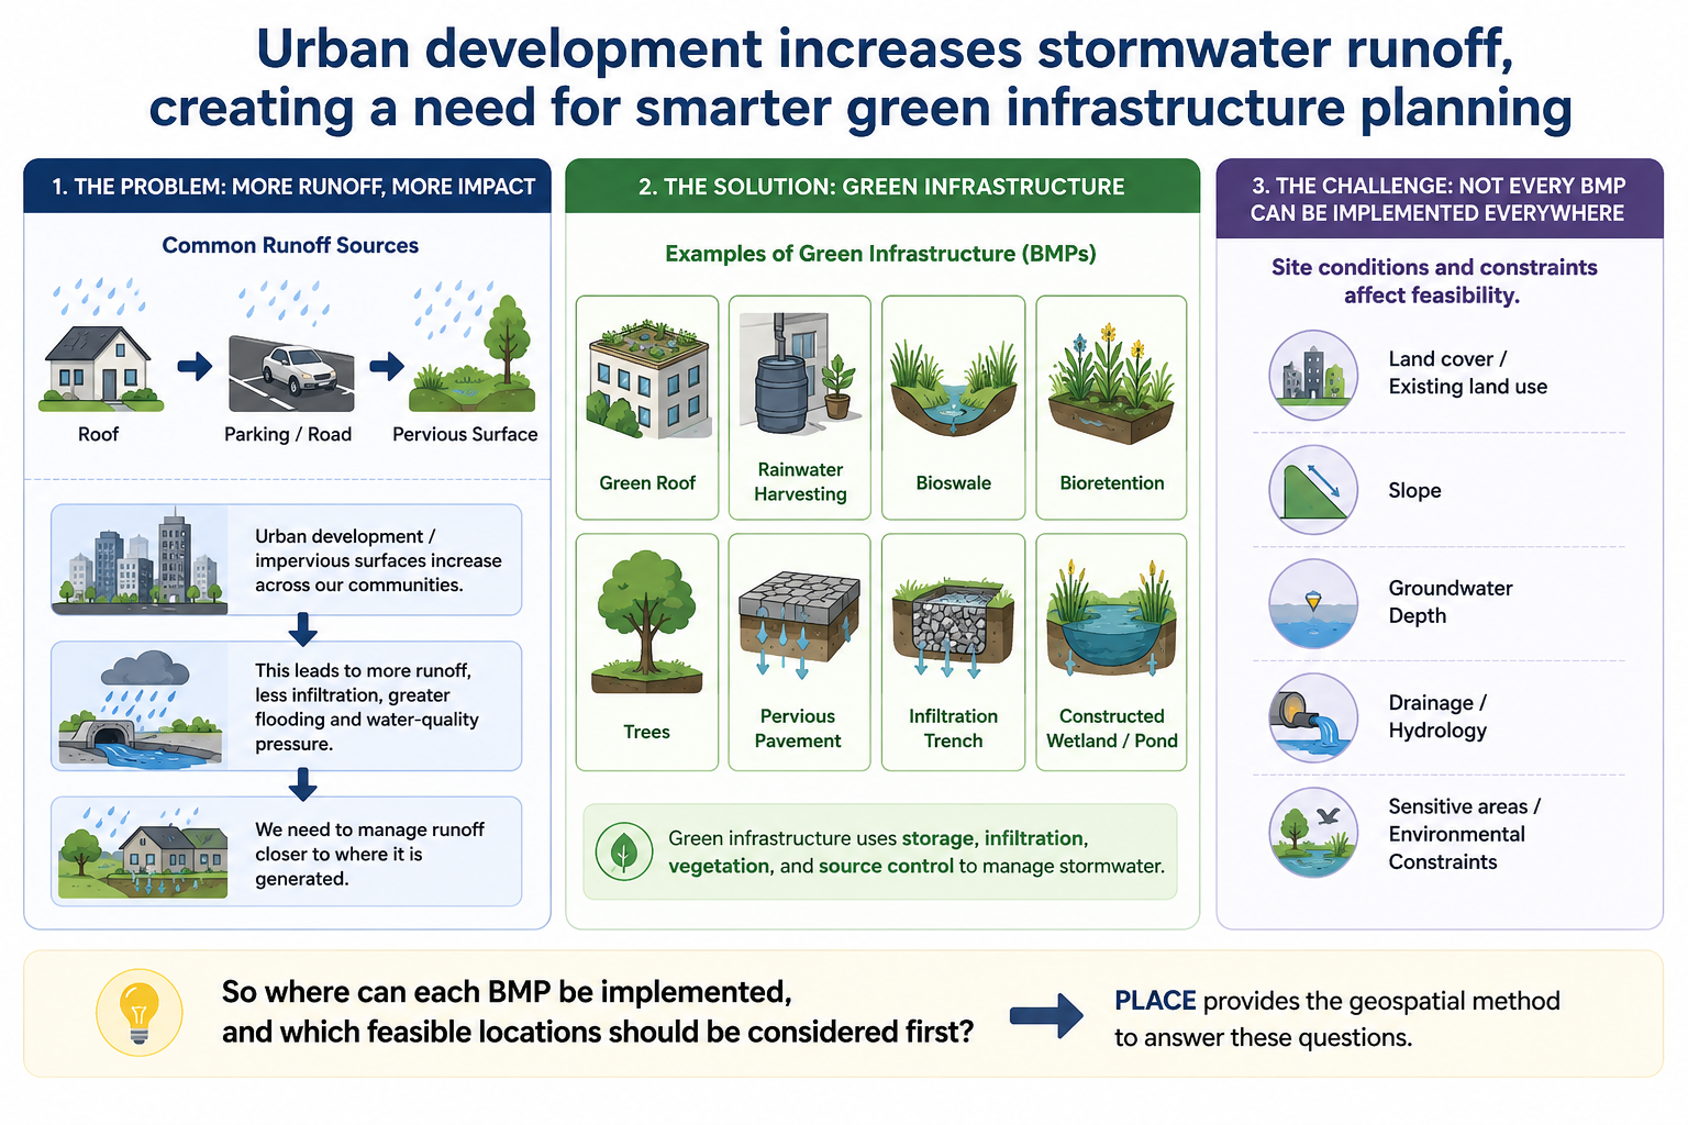 Urban development increases stormwater runoff,
creating a need for smarter green infrastructure planning
1. THE PROBLEM: MORE RUNOFF, MORE IMPACT
Common Runoff Sources
Roof
Parking / Road
Pervious Surface
Urban development /
impervious surfaces increase
across our communities.
This leads to more runoff,
less infiltration, greater
flooding and water-quality
pressure.
We need to manage runoff
closer to where it is
generated.
2. THE SOLUTION: GREEN INFRASTRUCTURE
Examples of Green Infrastructure (BMPs)
Green Roof
Rainwater
Harvesting
Bioswale
Bioretention
Trees
Pervious
Pavement
Infiltration
Trench
Constructed
Wetland / Pond
Green infrastructure uses storage, infiltration,
vegetation, and source control to manage stormwater.
3. THE CHALLENGE: NOT EVERY BMP
CAN BE IMPLEMENTED EVERYWHERE
Site conditions and constraints
affect feasibility.
Land cover /
Existing land use
Slope
Groundwater
Depth
Drainage /
Hydrology
Sensitive areas /
Environmental
Constraints
So where can each BMP be implemented,
and which feasible locations should be considered first?
PLACE provides the geospatial method
to answer these questions.